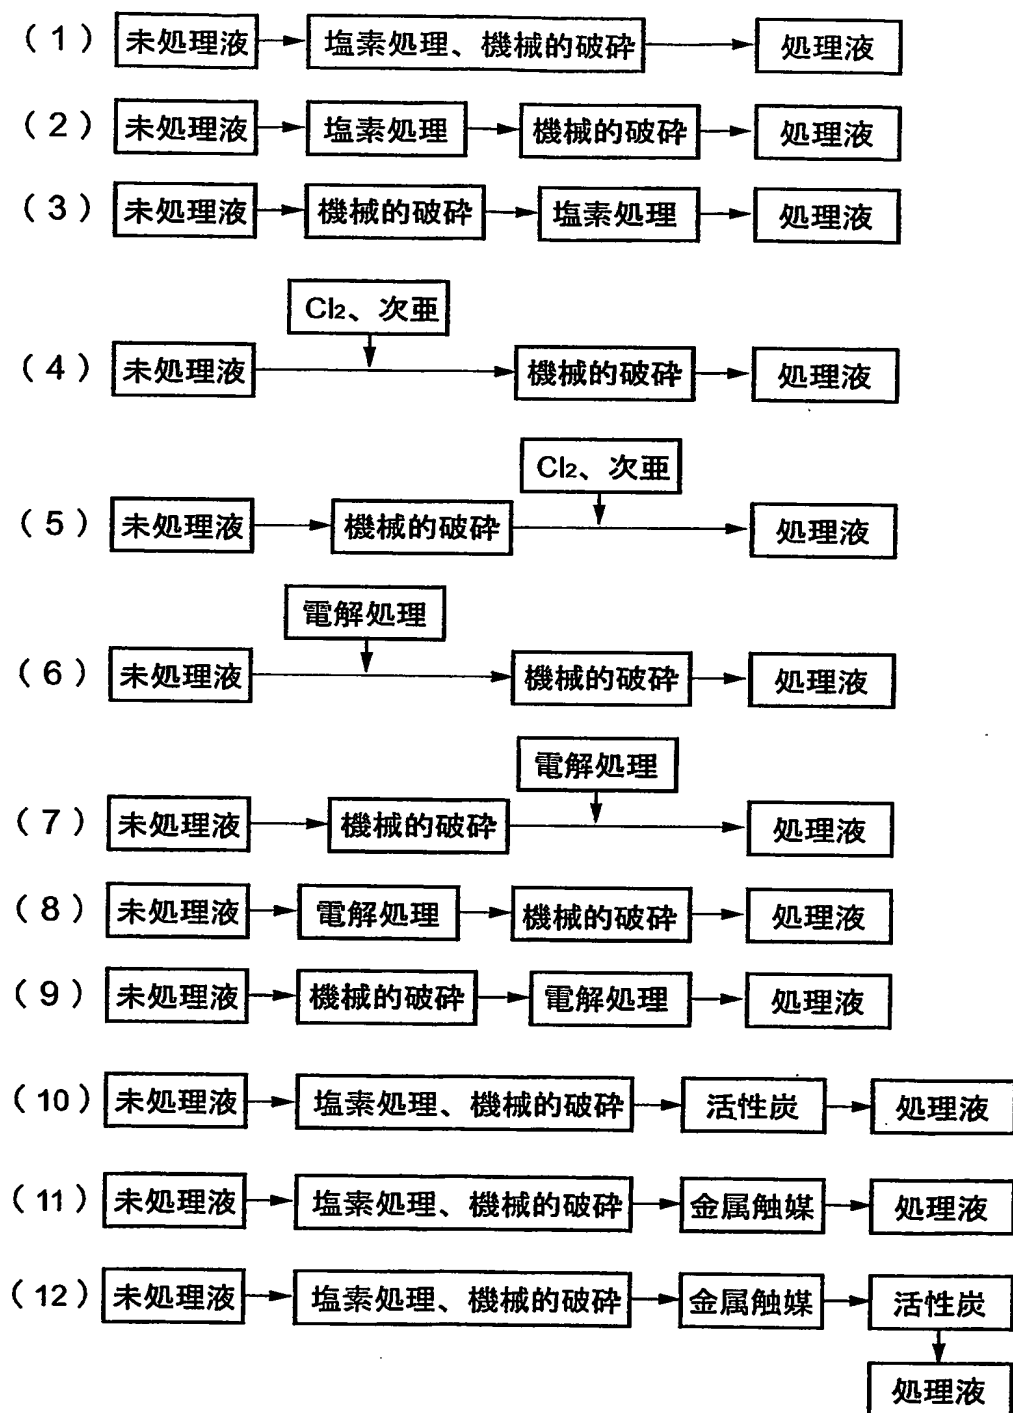 (1) 未処理液 塩素処理、機械的破砕 処理液
(2) 未処理液 塩素処理 機械的破砕 処理液
(3) 未処理液 機械的破砕 塩素処理 処理液
Cl2、次亜
(4) 未処理液 機械的破砕 処理液
Cl2、次亜
(5) 未処理液 機械的破砕 処理液
電解処理
(6) 未処理液 機械的破砕 処理液
電解処理
(7) 未処理液 機械的破砕 処理液
(8) 未処理液 電解処理 機械的破砕 処理液
(9) 未処理液 機械的破砕 電解処理 処理液
(10) 未処理液 塩素処理、機械的破砕 活性炭 処理液
(11) 未処理液 塩素処理、機械的破砕 金属触媒 処理液
(12) 未処理液 塩素処理、機械的破砕 金属触媒 活性炭
処理液